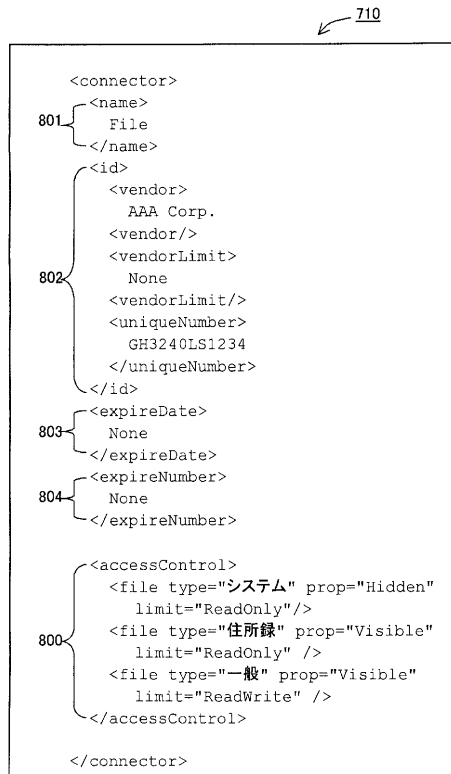 710
<connector>
<name>
801
File
</name>
<id>
<vendor>
AAA Corp.
<vendor/>
<vendorLimit>
802
None
<vendorLimit/>
<uniqueNumber>
GH3240LS1234
</uniqueNumber>
</id>
<expireDate>
803
None
</expireDate>
<expireNumber>
804
None
</expireNumber>
<accessControl>
<file type="システム" prop="Hidden"
limit="ReadOnly"/>
<file type="住所録" prop="Visible"
800
limit="ReadOnly" />
<file type="一般" prop="Visible"
limit="ReadWrite" />
</accessControl>
</connector>